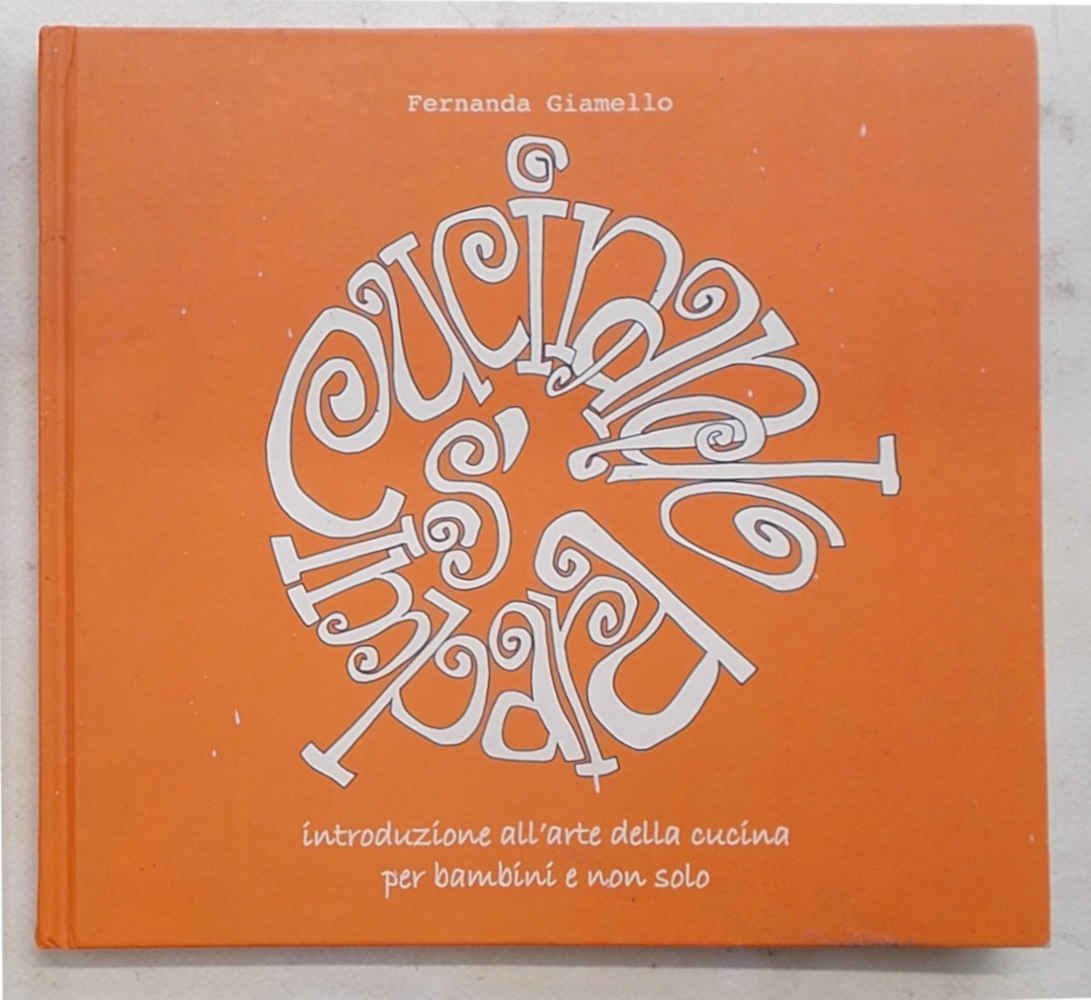 Fernanda Giamello
Cucinando
s'impara
introduzione all'arte della cucina
per bambini e non solo